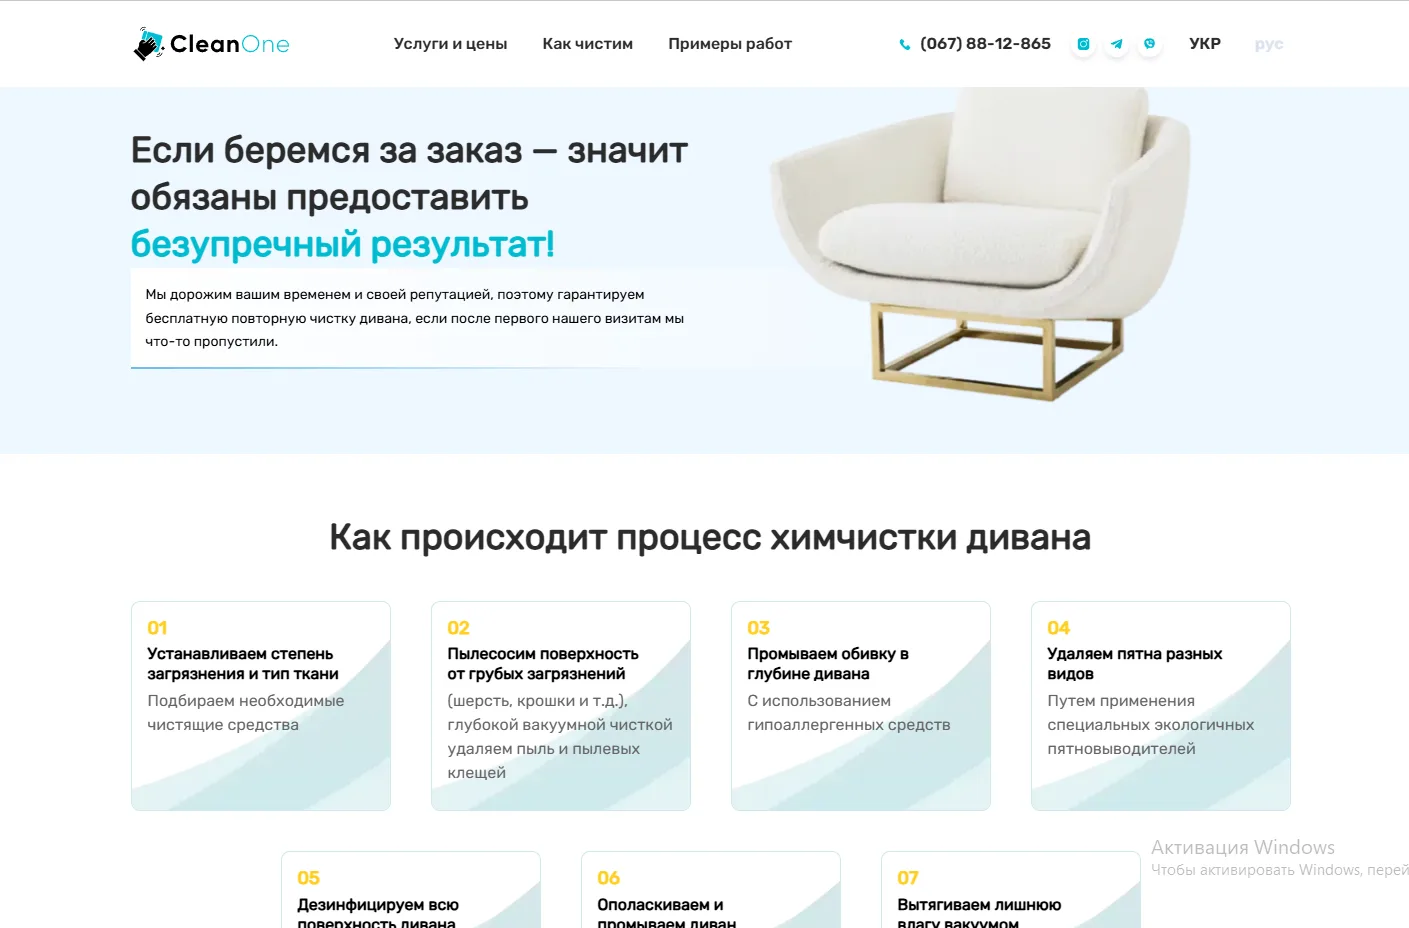 CleanOne
Услуги и цены
Как чистим
Примеры работ
(067) 88-12-865
УКР
рус
Если беремся за заказ — значит
обязаны предоставить
безупречный результат!
Мы дорожим вашим временем и своей репутацией, поэтому гарантируем
бесплатную повторную чистку дивана, если после первого нашего визитам мы
что-то пропустили.
Как происходит процесс химчистки дивана
01
Устанавливаем степень
загрязнения и тип ткани
Подбираем необходимые
чистящие средства
02
Пылесосим поверхность
от грубых загрязнений
(шерсть, крошки и т.д.),
глубокой вакуумной чисткой
удаляем пыль и пылевых
клещей
03
Промываем обивку в
глубине дивана
С использованием
гипоаллергенных средств
04
Удаляем пятна разных
видов
Путем применения
специальных экологичных
пятновыводителей
05
Дезинфицируем всю
поверхность дивана
06
Ополаскиваем и
промываем диван
07
Вытягиваем лишнюю
влагу вакуумом
Активация Windows
Чтобы активировать Windows, перей